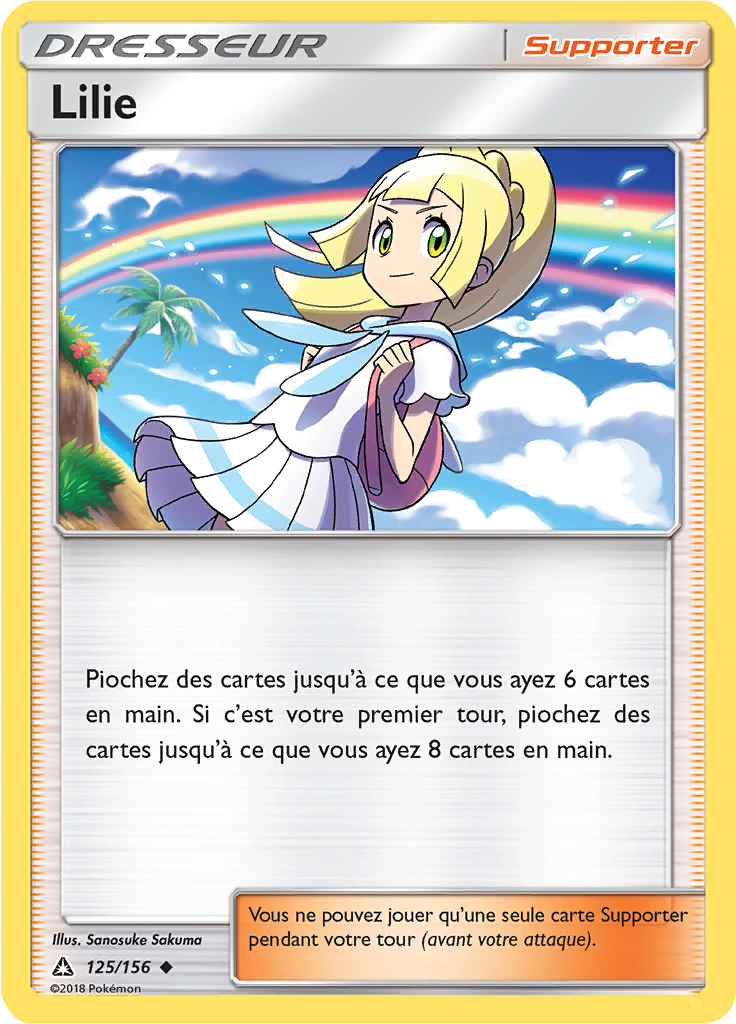 DRESSEUR
Supporter
Lilie
Piochez des cartes jusqu'à ce que vous ayez 6 cartes
en main. Si c'est votre premier tour, piochez des
cartes jusqu'à ce que vous ayez 8 cartes en main.
Vous ne pouvez jouer qu'une seule carte Supporter
pendant votre tour (avant votre attaque).
Illus. Sanosuke Sakuma
125/156
©2018 Pokémon